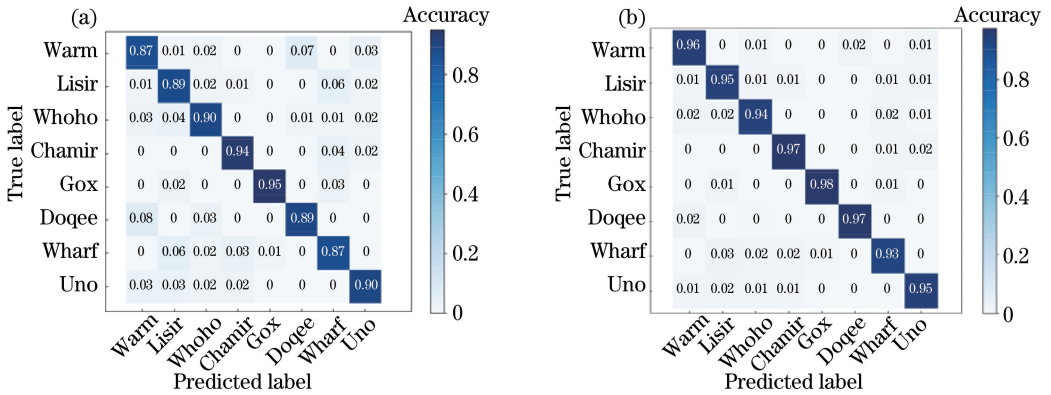 (a)
Accuracy
True label
Warm 0.87 0.01 0.02 0 0 0.07 0 0.03
Lisir 0.01 0.89 0.02 0.01 0 0 0.06 0.02
Whoho 0.03 0.04 0.90 0 0 0.01 0.01 0.02
Chamir 0 0 0 0.94 0 0 0.04 0.02
Gox 0 0.02 0 0 0.95 0 0.03 0
Doqee 0.08 0 0.03 0 0 0.89 0 0
Wharf 0 0.06 0.02 0.03 0.01 0 0.87 0
Uno 0.03 0.03 0.02 0.02 0 0 0 0.90
Warm Lisir Whoho Chamir Gox Doqee Wharf Uno
Predicted label
0.8
0.6
0.4
0.2
0
(b)
Accuracy
True label
Warm 0.96 0 0.01 0 0 0.02 0 0.01
Lisir 0.01 0.95 0.01 0.01 0 0 0.01 0.01
Whoho 0.02 0.02 0.94 0 0 0 0.02 0.01
Chamir 0 0 0 0.97 0 0 0.01 0.02
Gox 0 0.01 0 0 0.98 0 0.01 0
Doqee 0.02 0 0 0 0 0.97 0 0
Wharf 0 0.03 0.02 0.02 0.01 0 0.93 0
Uno 0.01 0.02 0.01 0.01 0 0 0 0.95
Warm Lisir Whoho Chamir Gox Doqee Wharf Uno
Predicted label
0.8
0.6
0.4
0.2
0